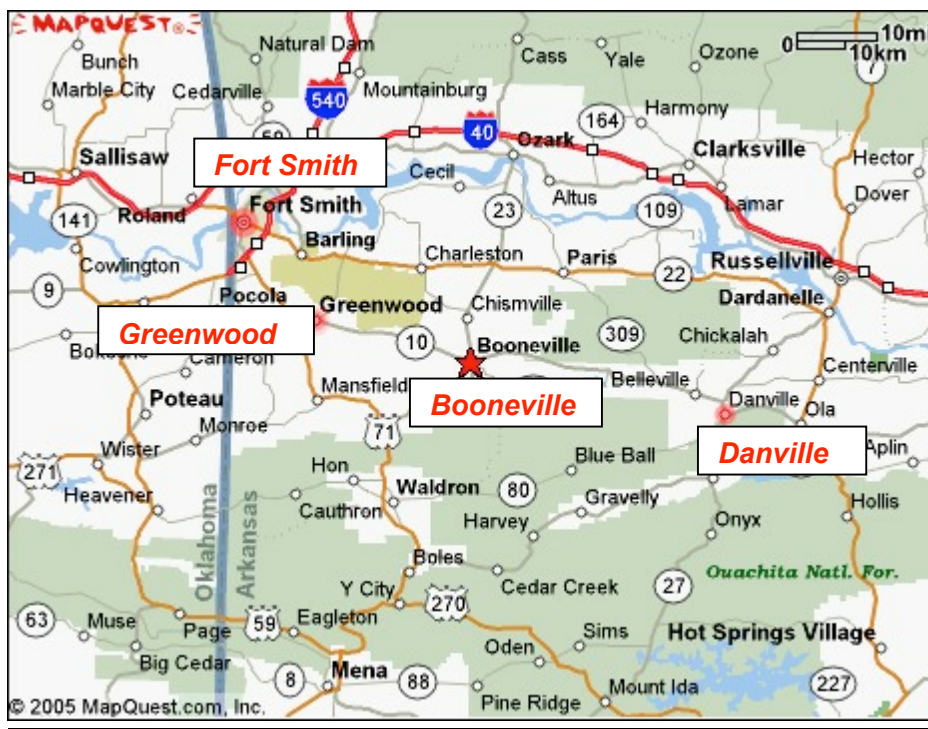 MAPQUEST
10mi
0
10km
Natural Dam
Cass
Yale
Ozone
7
Bunch
Marble City
Cedarville
540
Mountainburg
164
Harmony
59
40
Ozark
Clarksville
Hector
Sallisaw
Fort Smith
Cecil
Altus
Lamar
Dover
141
Roland
Fort Smith
23
109
Barling
Charleston
Paris
22
Russellville
Cowlington
9
Pocola
Greenwood
Chismville
309
Dardanelle
Greenwood
10
Booneville
Chickalah
Cameron
Centerville
Mansfield
Belleville
Danville
Ola
Poteau
Booneville
Monroe
71
Danville
Aplin
Wister
271
Hon
Blue Ball
Heavener
Waldron
80
Gravelly
Hollis
Cauthron
Harvey
Onyx
Oklahoma
Arkansas
Boles
Cedar Creek
27
Ouachita Natl. For.
Y City
270
63
Muse
Page
59
Eagleton
Sims
Hot Springs Village
Oden
Big Cedar
Mena
8
88
Pine Ridge
Mount Ida
227
© 2005 MapQuest.com, Inc.